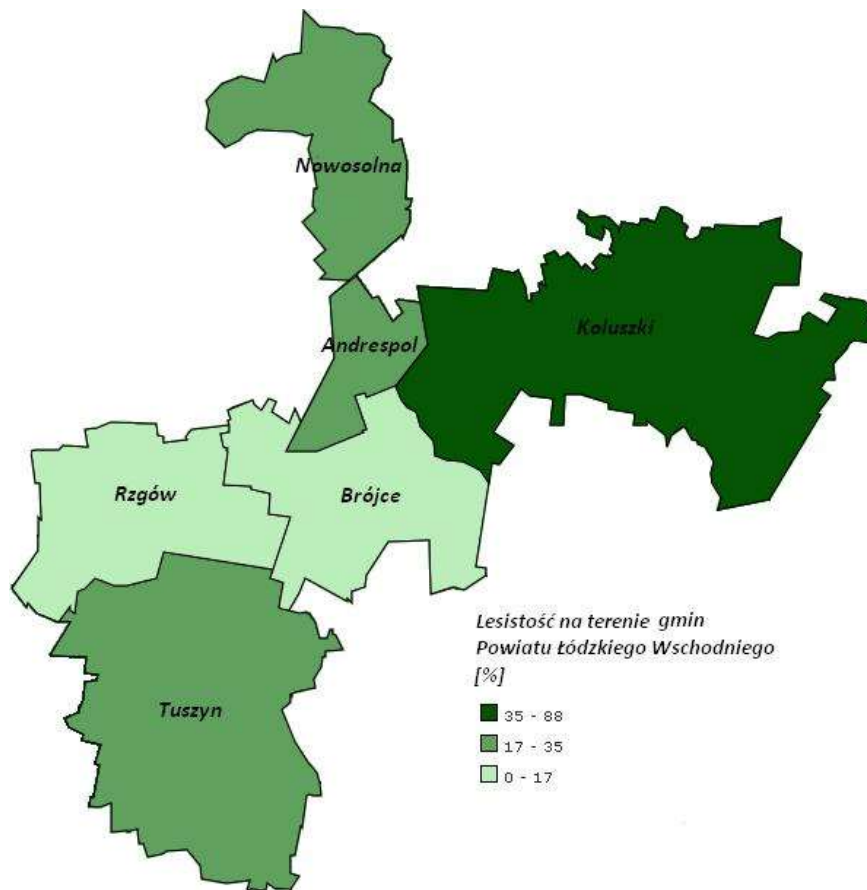 Nowosolna
Koluszki
Andrespol
Rzgów
Brójce
Tuszyn
Lesistość na terenie gmin
Powiatu Łódzkiego Wschodniego
[%]
35 - 88
17 - 35
0 - 17